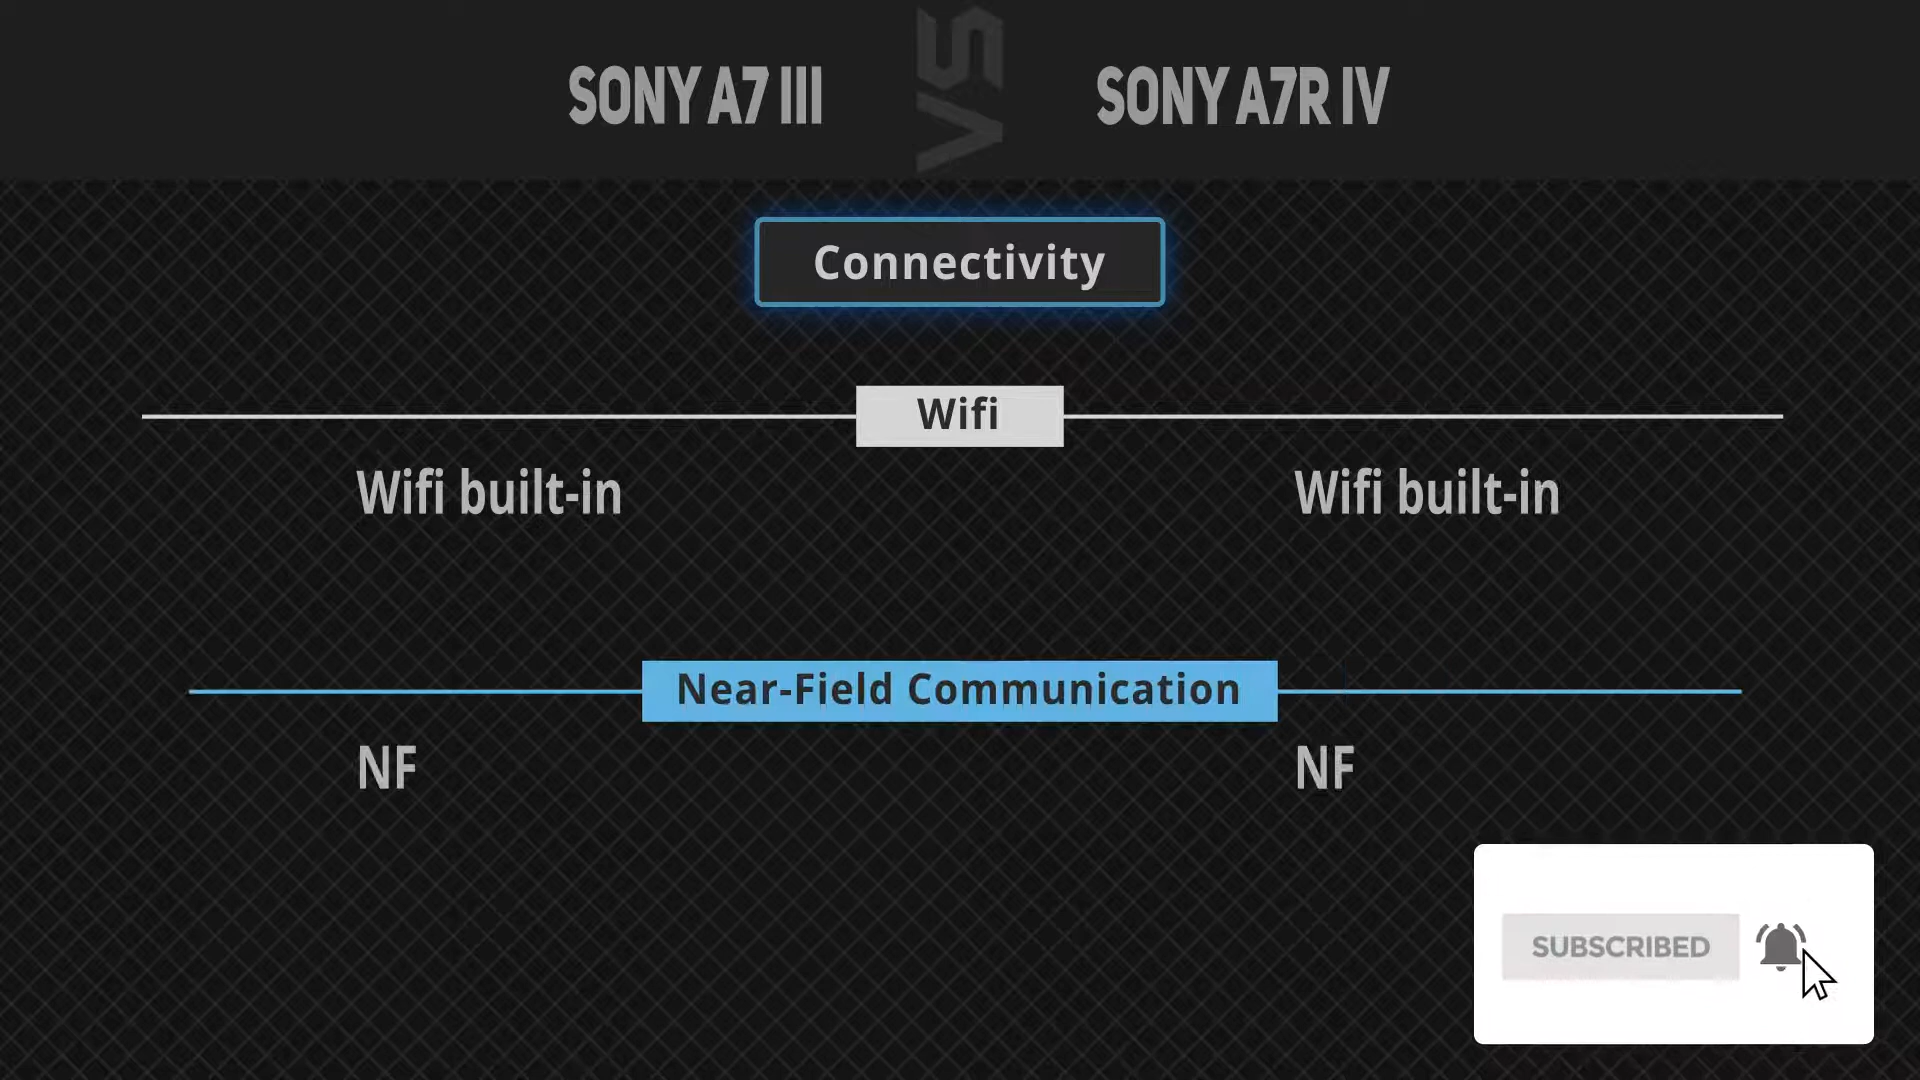 SONY A7 III VS SONY A7R IV
Connectivity
Wifi
Wifi built-in Wifi built-in
Near-Field Communication
NF NF
SUBSCRIBED